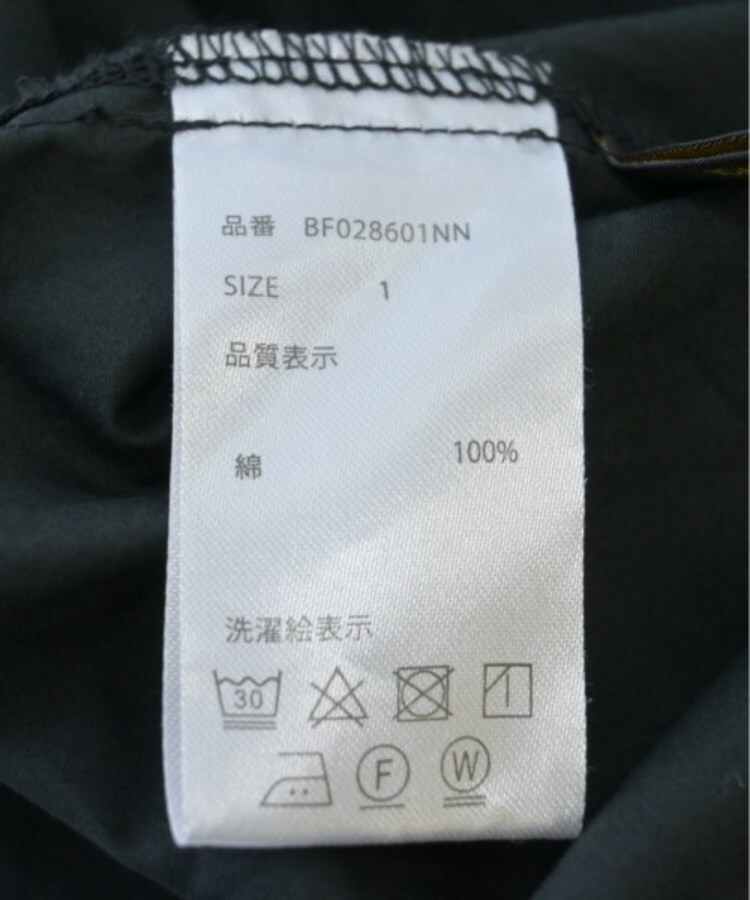 品番 BF028601NN
SIZE 1
品質表示
綿 100%
洗濯絵表示
30
F W